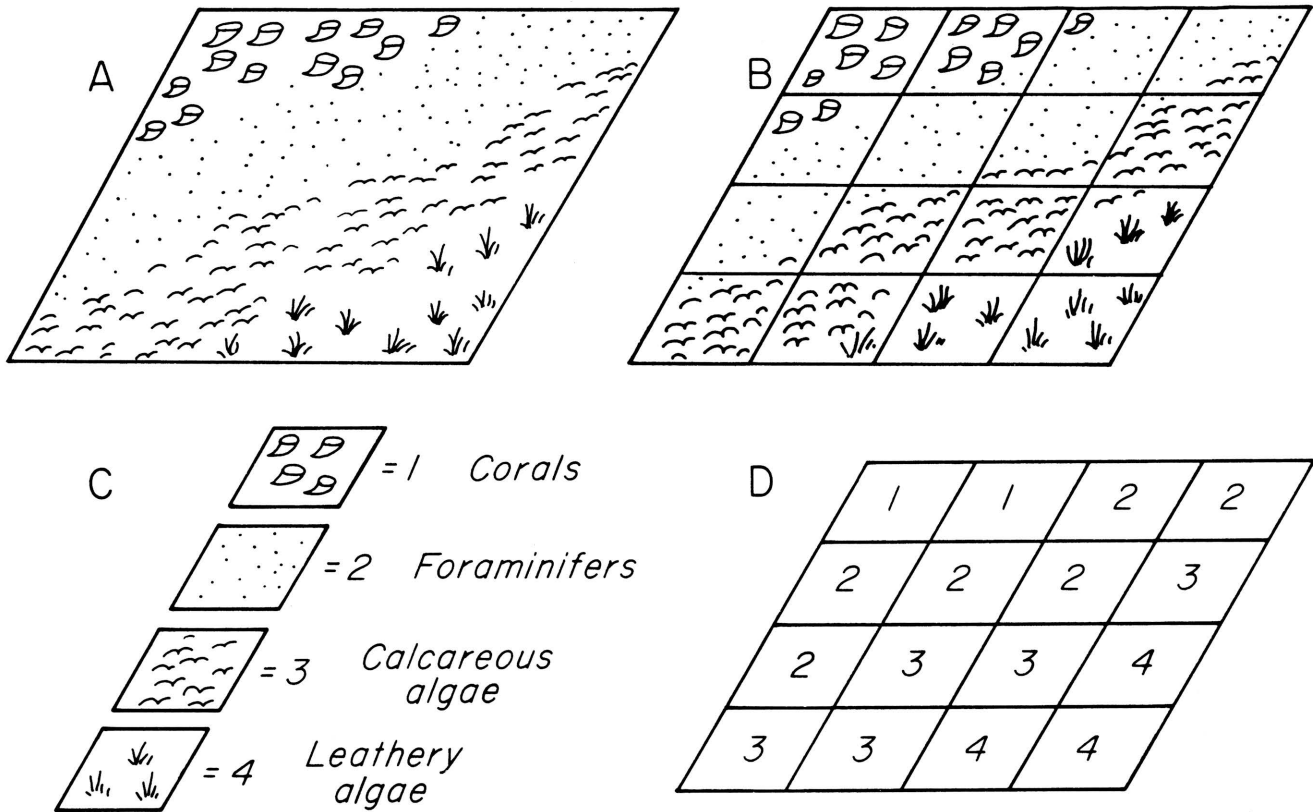 A
B
C
= 1 Corals
= 2 Foraminifers
= 3 Calcareous
algae
= 4 Leathery
algae
D
1 1 2 2
2 2 2 3
2 3 3 4
3 3 4 4